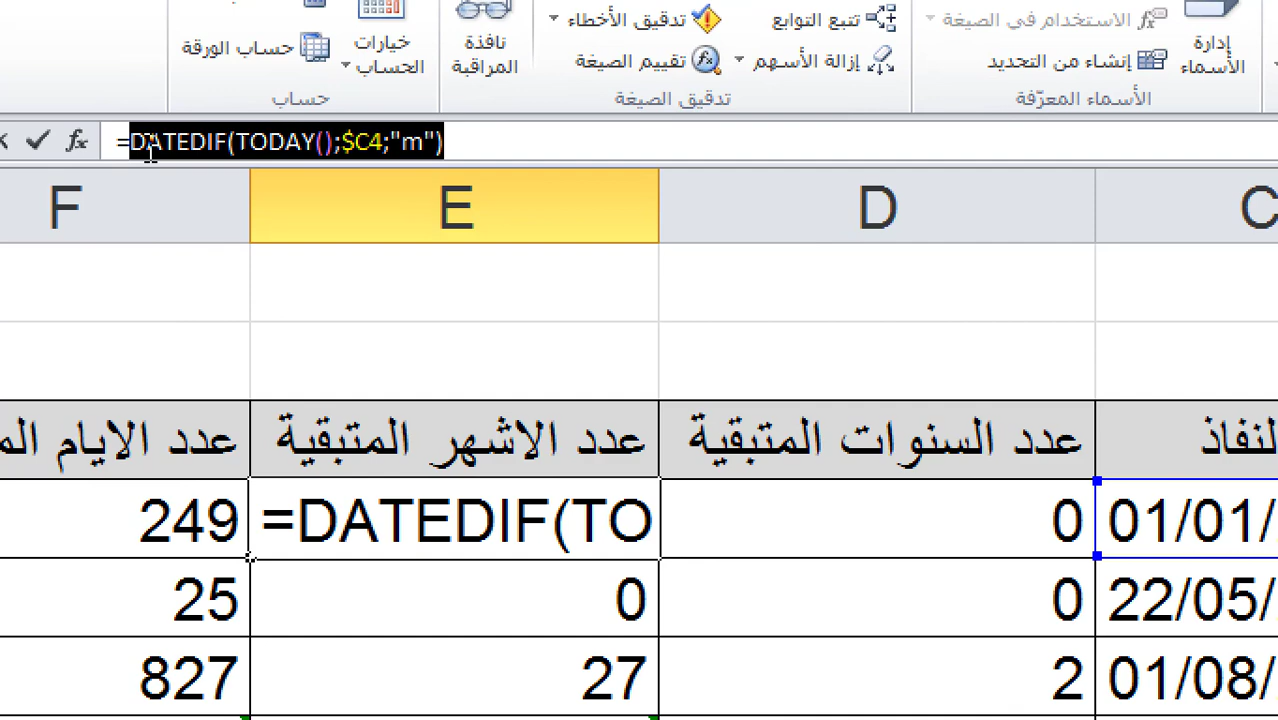 تتبع التوابع
تدقيق الأخطاء
الاستخدام في الصيغة
إدارة الأسماء
إنشاء من التحديد
إزالة الأسهم
تقييم الصيغة
نافذة المراقبة
خيارات الحساب
حساب الورقة
الأسماء المعرّفة
تدقيق الصيغة
حساب
fx =DATEDIF(TODAY();$C4;"m")
C D E F
عدد السنوات المتبقية
عدد الاشهر المتبقية
عدد الايام
01/01/ 0 =DATEDIF(TO 249
22/05/ 0 0 25
01/08/ 2 27 827